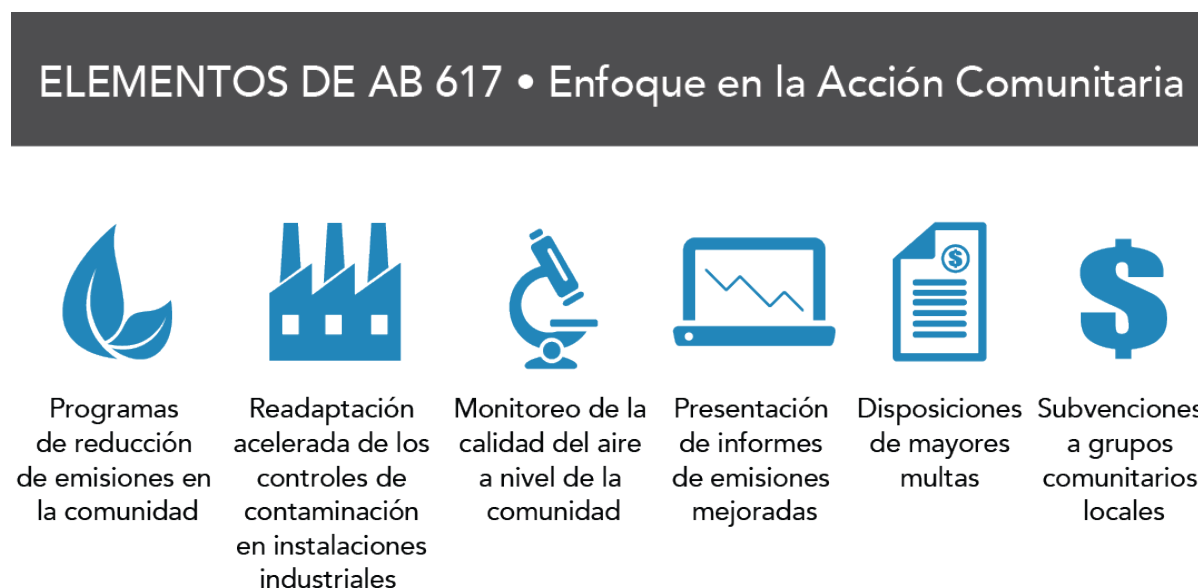 ELEMENTOS DE AB 617 • Enfoque en la Acción Comunitaria
$
$
Programas
de reducción
de emisiones en
la comunidad
Readaptación
acelerada de los
controles de
contaminación
en instalaciones
industriales
Monitoreo de la
calidad del aire
a nivel de la
comunidad
Presentación
de informes
de emisiones
mejoradas
Disposiciones
de mayores
multas
Subvenciones
a grupos
comunitarios
locales